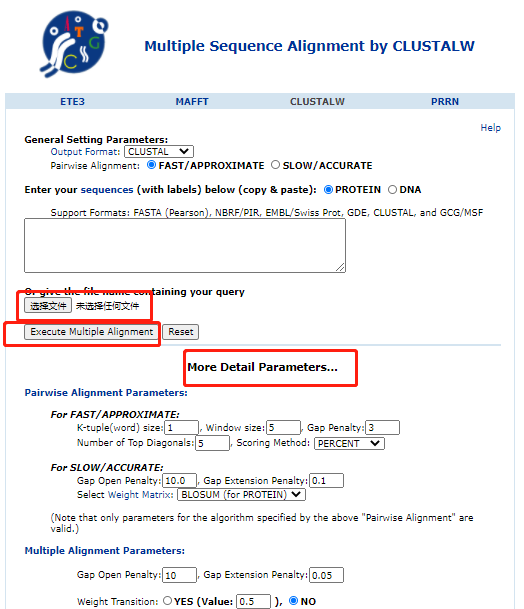 Multiple Sequence Alignment by CLUSTALW
ETE3 MAFFT CLUSTALW PRRN
Help
General Setting Parameters:
Output Format: CLUSTAL
Pairwise Alignment: FAST/APPROXIMATE SLOW/ACCURATE
Enter your sequences (with labels) below (copy & paste): PROTEIN DNA
Support Formats: FASTA (Pearson), NBRF/PIR, EMBL/Swiss Prot, GDE, CLUSTAL, and GCG/MSF
Or give the file name containing your query
选择文件 未选择任何文件
Execute Multiple Alignment Reset
More Detail Parameters...
Pairwise Alignment Parameters:
For FAST/APPROXIMATE:
K-tuple(word) size: 1 , Window size: 5 , Gap Penalty: 3
Number of Top Diagonals: 5 , Scoring Method: PERCENT
For SLOW/ACCURATE:
Gap Open Penalty: 10.0 , Gap Extension Penalty: 0.1
Select Weight Matrix: BLOSUM (for PROTEIN)
(Note that only parameters for the algorithm specified by the above "Pairwise Alignment" are
valid.)
Multiple Alignment Parameters:
Gap Open Penalty: 10 , Gap Extension Penalty: 0.05
Weight Transition: YES (Value: 0.5 ), NO